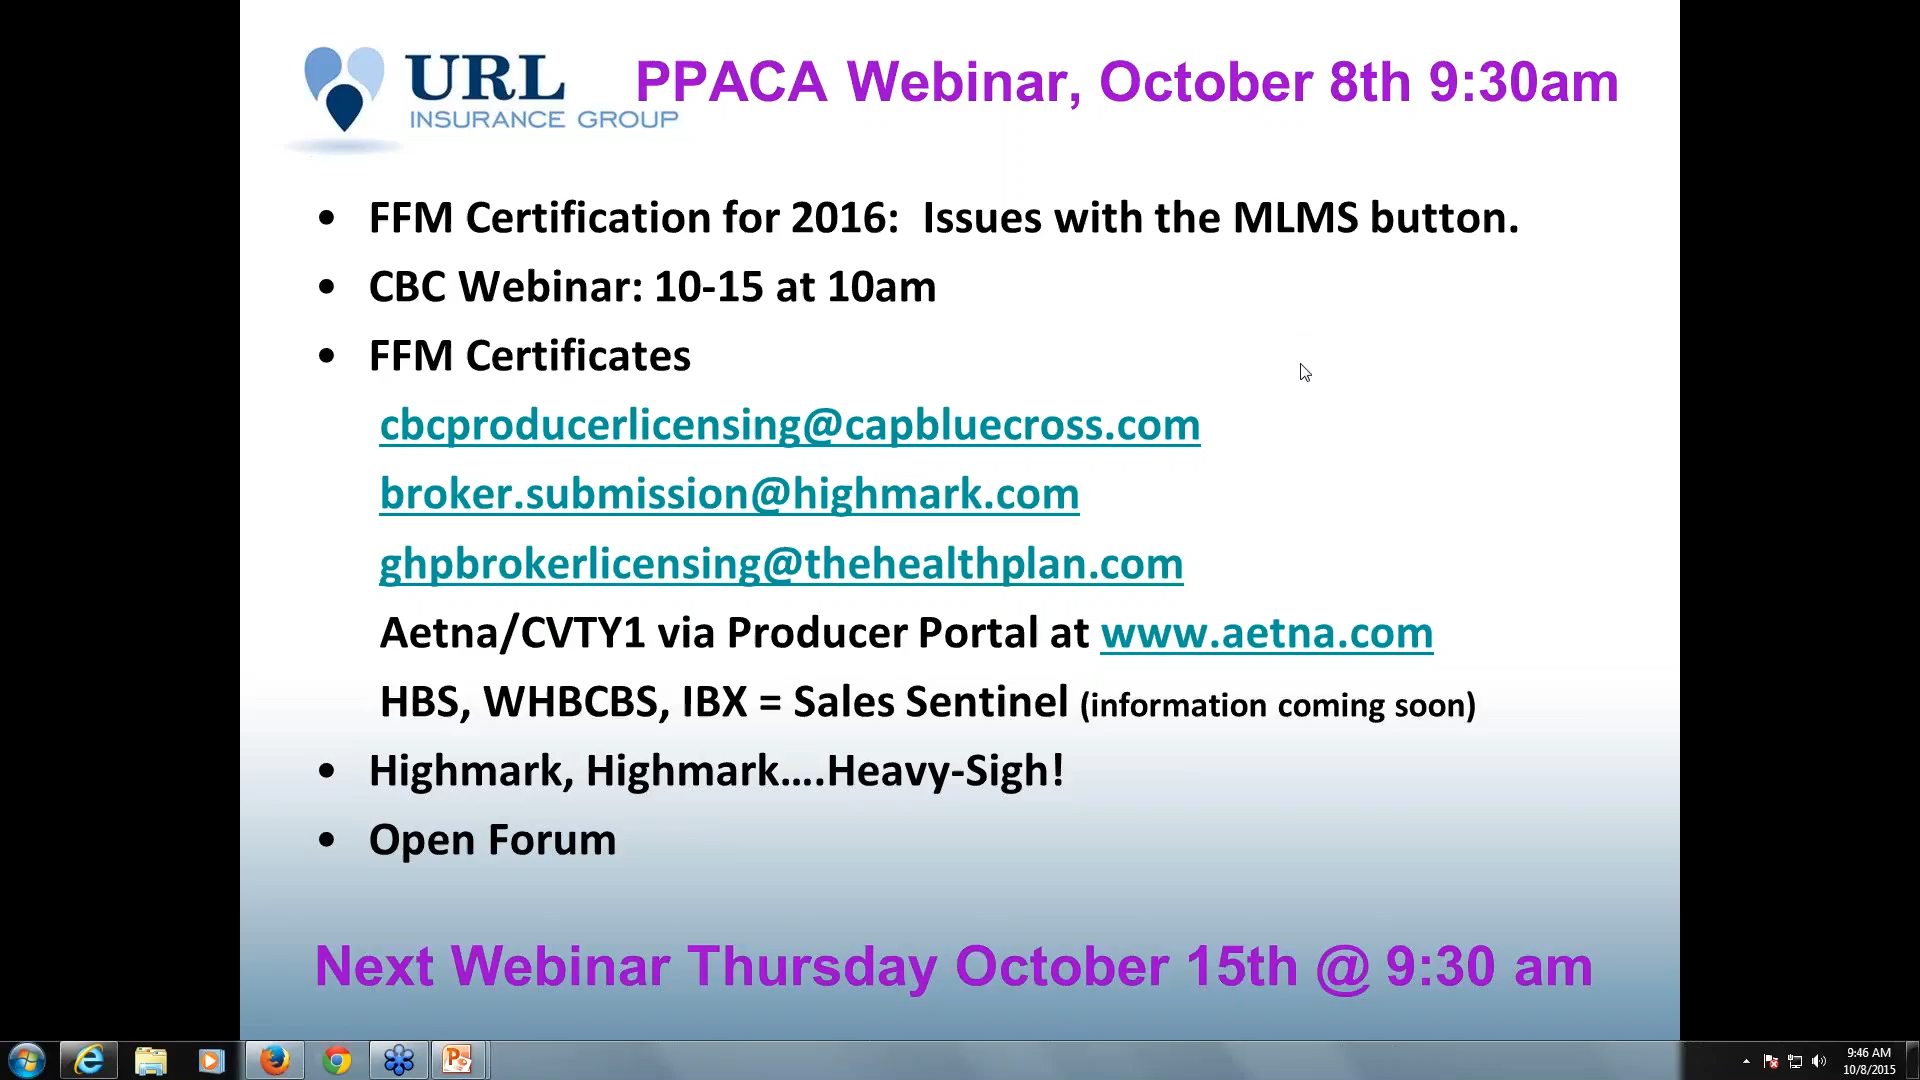 URL
INSURANCE GROUP
PPACA Webinar, October 8th 9:30am
• FFM Certification for 2016:  Issues with the MLMS button.
• CBC Webinar: 10-15 at 10am
• FFM Certificates
cbcproducerlicensing@capbluecross.com
broker.submission@highmark.com
ghpbrokerlicensing@thehealthplan.com
Aetna/CVTY1 via Producer Portal at www.aetna.com
HBS, WHBCBS, IBX = Sales Sentinel (information coming soon)
• Highmark, Highmark….Heavy-Sigh!
• Open Forum
Next Webinar Thursday October 15th @ 9:30 am
9:46 AM
10/8/2015